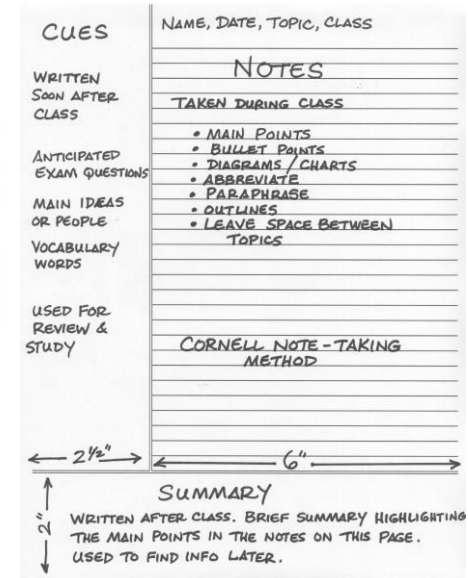 CUES
WRITTEN
SOON AFTER
CLASS
ANTICIPATED
EXAM QUESTIONS
MAIN IDEAS
OR PEOPLE
VOCABULARY
WORDS
USED FOR
REVIEW &
STUDY
2 1/2"
NAME, DATE, TOPIC, CLASS
NOTES
TAKEN DURING CLASS
• MAIN POINTS
• BULLET POINTS
• DIAGRAMS / CHARTS
• ABBREVIATE
• PARAPHRASE
• OUTLINES
• LEAVE SPACE BETWEEN
TOPICS
CORNELL NOTE-TAKING
METHOD
6"
2"
SUMMARY
WRITTEN AFTER CLASS. BRIEF SUMMARY HIGHLIGHTING
THE MAIN POINTS IN THE NOTES ON THIS PAGE.
USED TO FIND INFO LATER.